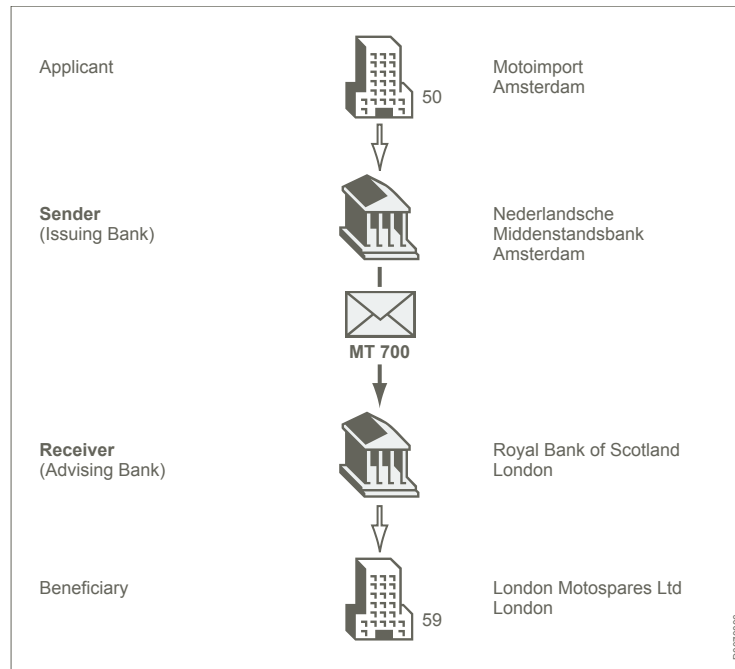 Applicant
50
Motoimport
Amsterdam
Sender
(Issuing Bank)
Nederlandsche
Middenstandsbank
Amsterdam
MT 700
Receiver
(Advising Bank)
Royal Bank of Scotland
London
Beneficiary
59
London Motospares Ltd
London